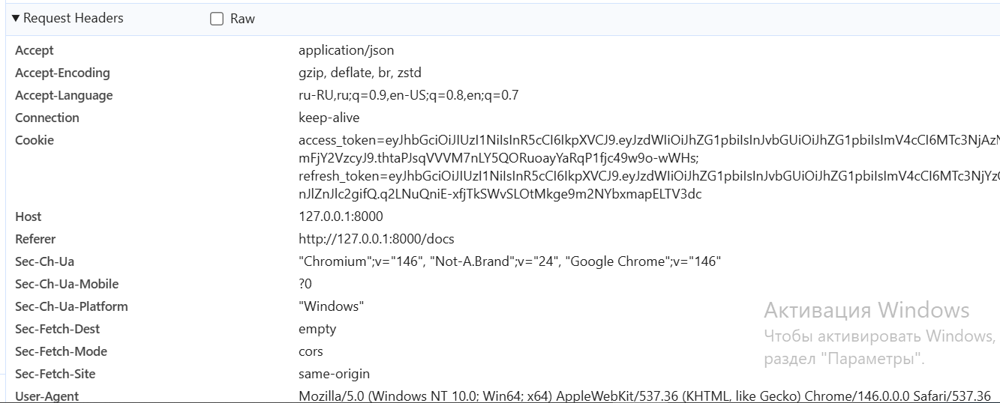 Request Headers Raw
Accept application/json
Accept-Encoding gzip, deflate, br, zstd
Accept-Language ru-RU,ru;q=0.9,en-US;q=0.8,en;q=0.7
Connection keep-alive
Cookie access_token=eyJhbGciOiJIUzI1NiIsInR5cCI6IkpXVCJ9.eyJzdWIiOiJhZG1pbiIsInJvbGUiOiJhZG1pbiIsImV4cCI6MTc3NjAzN
mFjY2VzcyJ9.thtaPJsqVVVM7nLY5QORuoayYaRqP1fjc49w9o-wWHs;
refresh_token=eyJhbGciOiJIUzI1NiIsInR5cCI6IkpXVCJ9.eyJzdWIiOiJhZG1pbiIsInJvbGUiOiJhZG1pbiIsImV4cCI6MTc3NjYzO
nJlZnJlc2gifQ.q2LNuQniE-xfjTkSWvSLOtMkge9m2NYbxmapELTV3dc
Host 127.0.0.1:8000
Referer http://127.0.0.1:8000/docs
Sec-Ch-Ua "Chromium";v="146", "Not-A.Brand";v="24", "Google Chrome";v="146"
Sec-Ch-Ua-Mobile ?0
Sec-Ch-Ua-Platform "Windows"
Sec-Fetch-Dest empty
Sec-Fetch-Mode cors
Sec-Fetch-Site same-origin
User-Agent Mozilla/5.0 (Windows NT 10.0; Win64; x64) AppleWebKit/537.36 (KHTML, like Gecko) Chrome/146.0.0.0 Safari/537.36
Активация Windows
Чтобы активировать Windows,
раздел "Параметры".